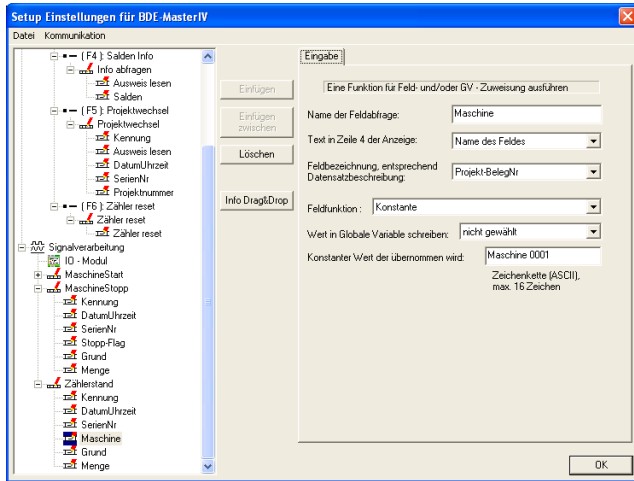 Setup Einstellungen für BDE-MasterIV
Datei Kommunikation
( F4 ): Salden Info
Info abfragen
Ausweis lesen
Salden
( F5 ): Projektwechsel
Projektwechsel
Kennung
Ausweis lesen
DatumUhrzeit
SerienNr
Projektnummer
( F6 ): Zähler reset
Zähler reset
Zähler reset
Signalverarbeitung
IO - Modul
MaschineStart
MaschineStopp
Kennung
DatumUhrzeit
SerienNr
Stopp-Flag
Grund
Menge
Zählerstand
Kennung
DatumUhrzeit
SerienNr
Maschine
Grund
Menge
Einfügen
Einfügen
zwischen
Löschen
Info Drag&Drop
Eingabe
Eine Funktion für Feld- und/oder GV - Zuweisung ausführen
Name der Feldabfrage: Maschine
Text in Zeile 4 der Anzeige: Name des Feldes
Feldbezeichnung, entsprechend
Datensatzbeschreibung: Projekt-BelegNr
Feldfunktion : Konstante
Wert in Globale Variable schreiben: nicht gewählt
Konstanter Wert der übernommen wird: Maschine 0001
Zeichenkette (ASCII),
max. 16 Zeichen
OK